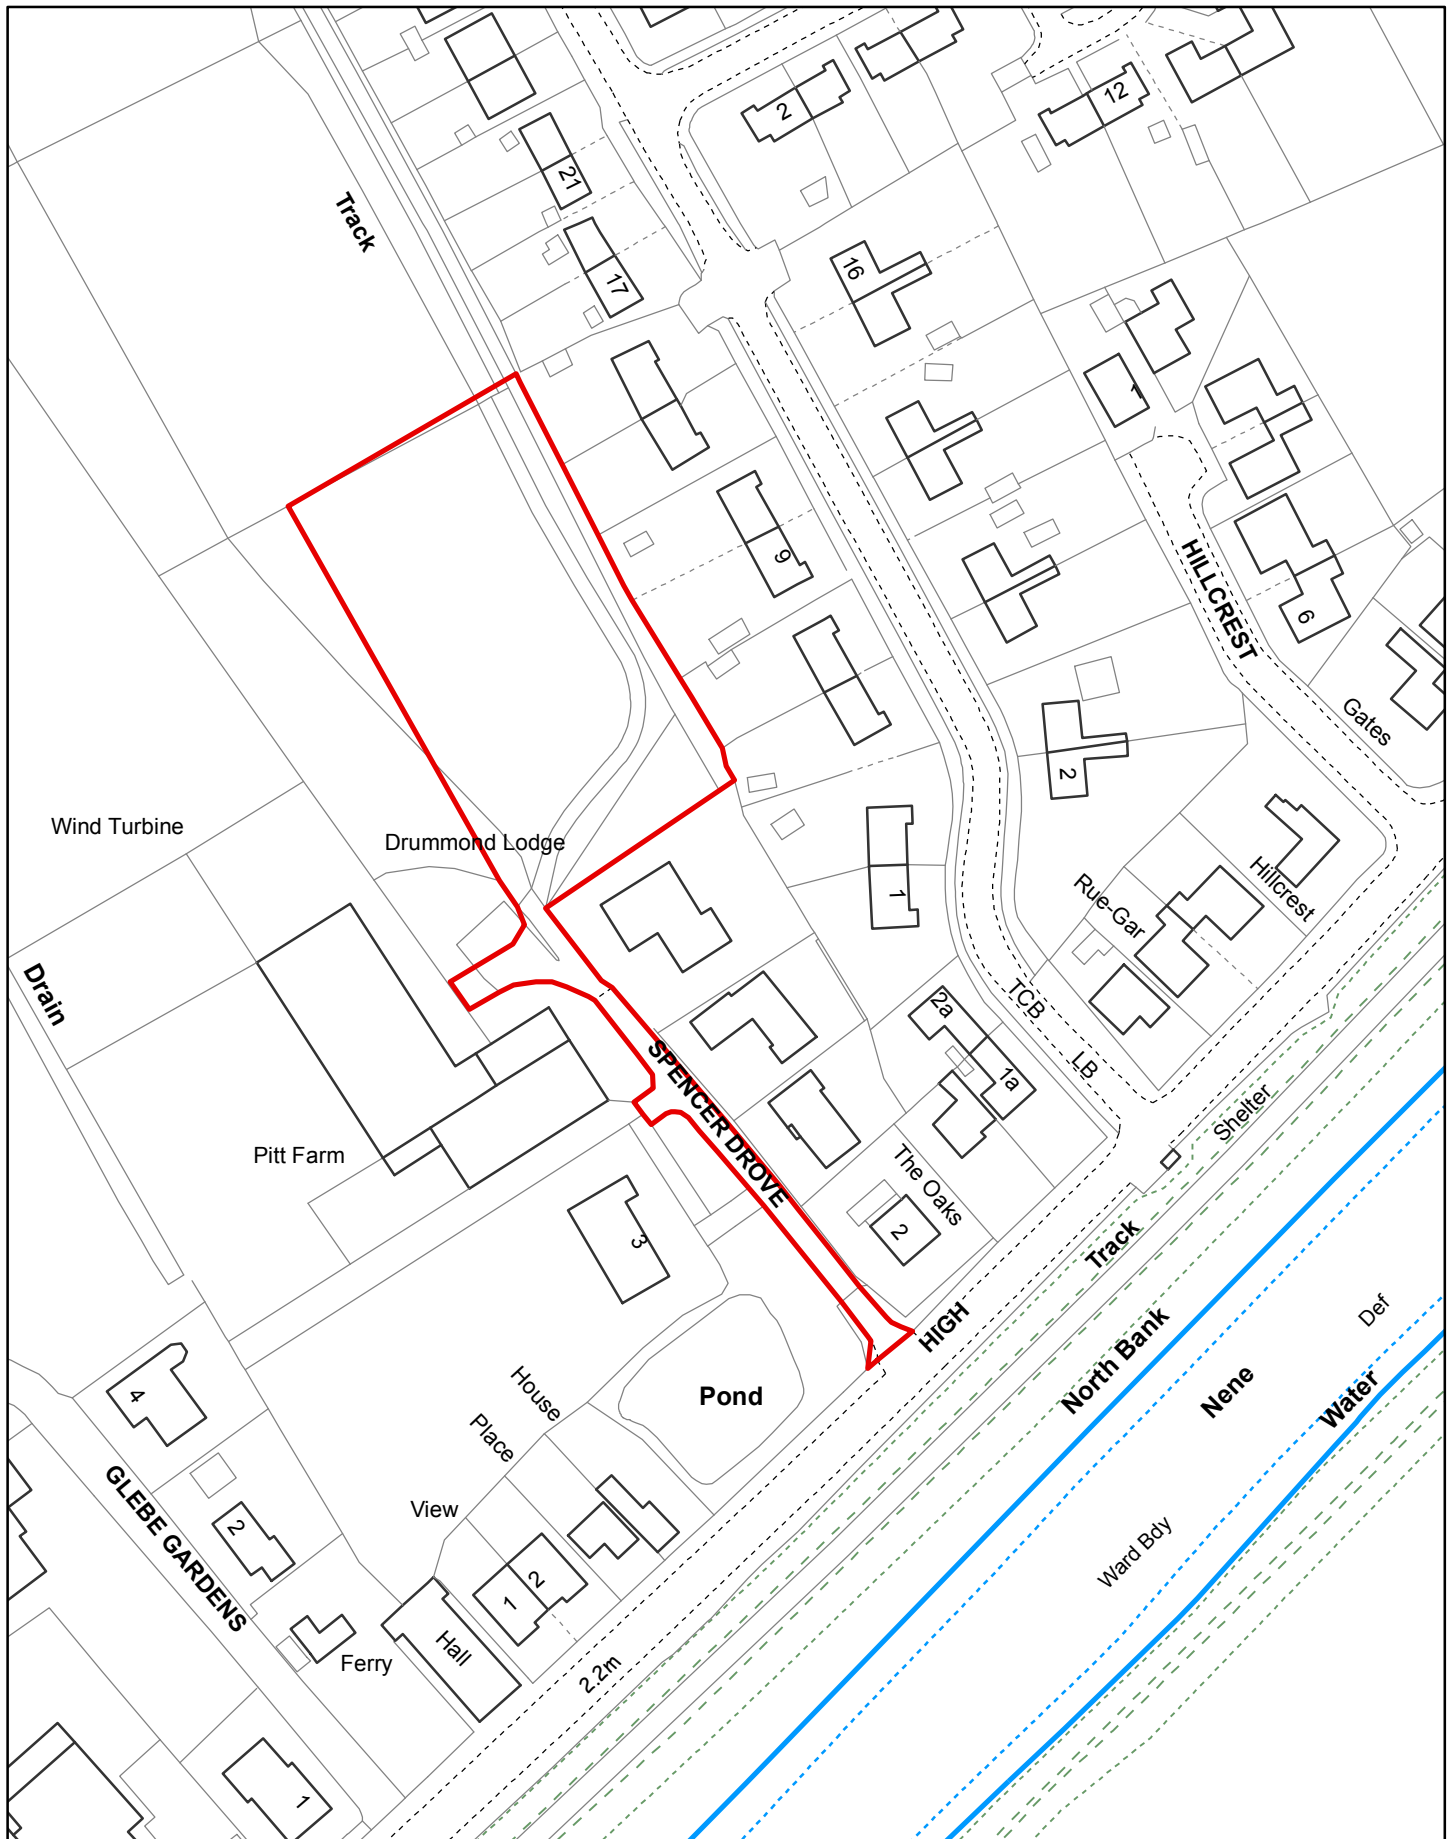 2
12
21
Track
17
16
1
9
HILLCREST
6
Gates
2
Wind Turbine
Drummond Lodge
1
Hillcrest
Rue-Gar
Drain
TCB
2a
LB
1a
SPENCER DROVE
Shelter
Pitt Farm
The Oaks
3
2
Track
HIGH
Def
North Bank
Nene
Water
4
House
Pond
Place
GLEBE GARDENS
View
2
Ward Bdy
2
1
Hall
Ferry
2.2m
1